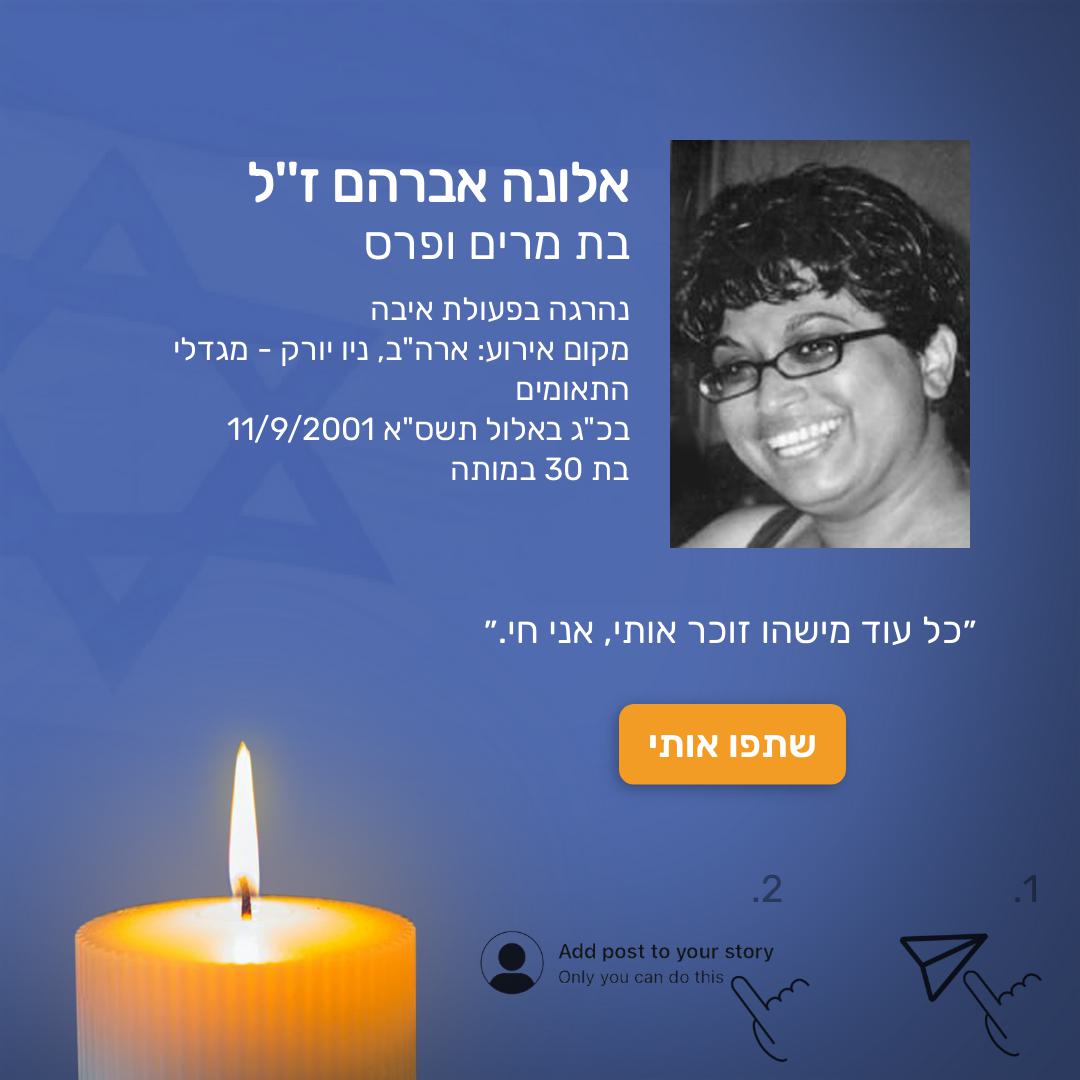 אלונה אברהם ז"ל
בת מרים ופרס
נהרגה בפעולת איבה
מקום אירוע: ארה"ב, ניו יורק - מגדלי
התאומים
בכ"ג באלול תשס"א 11/9/2001
בת 30 במותה
״כל עוד מישהו זוכר אותי, אני חי.״
שתפו אותי
1.
2.
Add post to your story
Only you can do this